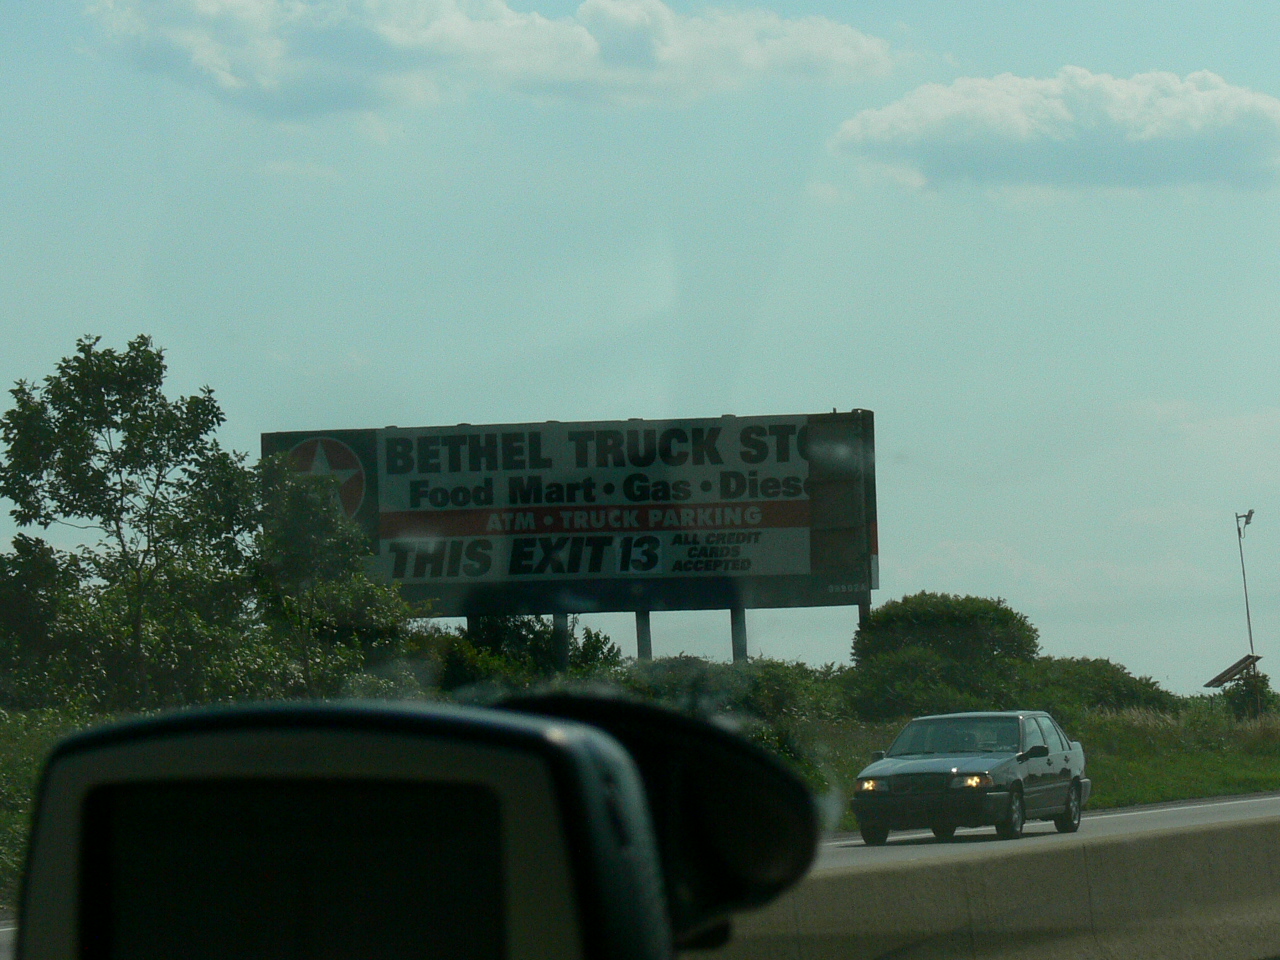 BETHEL TRUCK STO
Food Mart • Gas • Diese
ATM • TRUCK PARKING
THIS EXIT 13 ALL CREDIT
CARDS
ACCEPTED